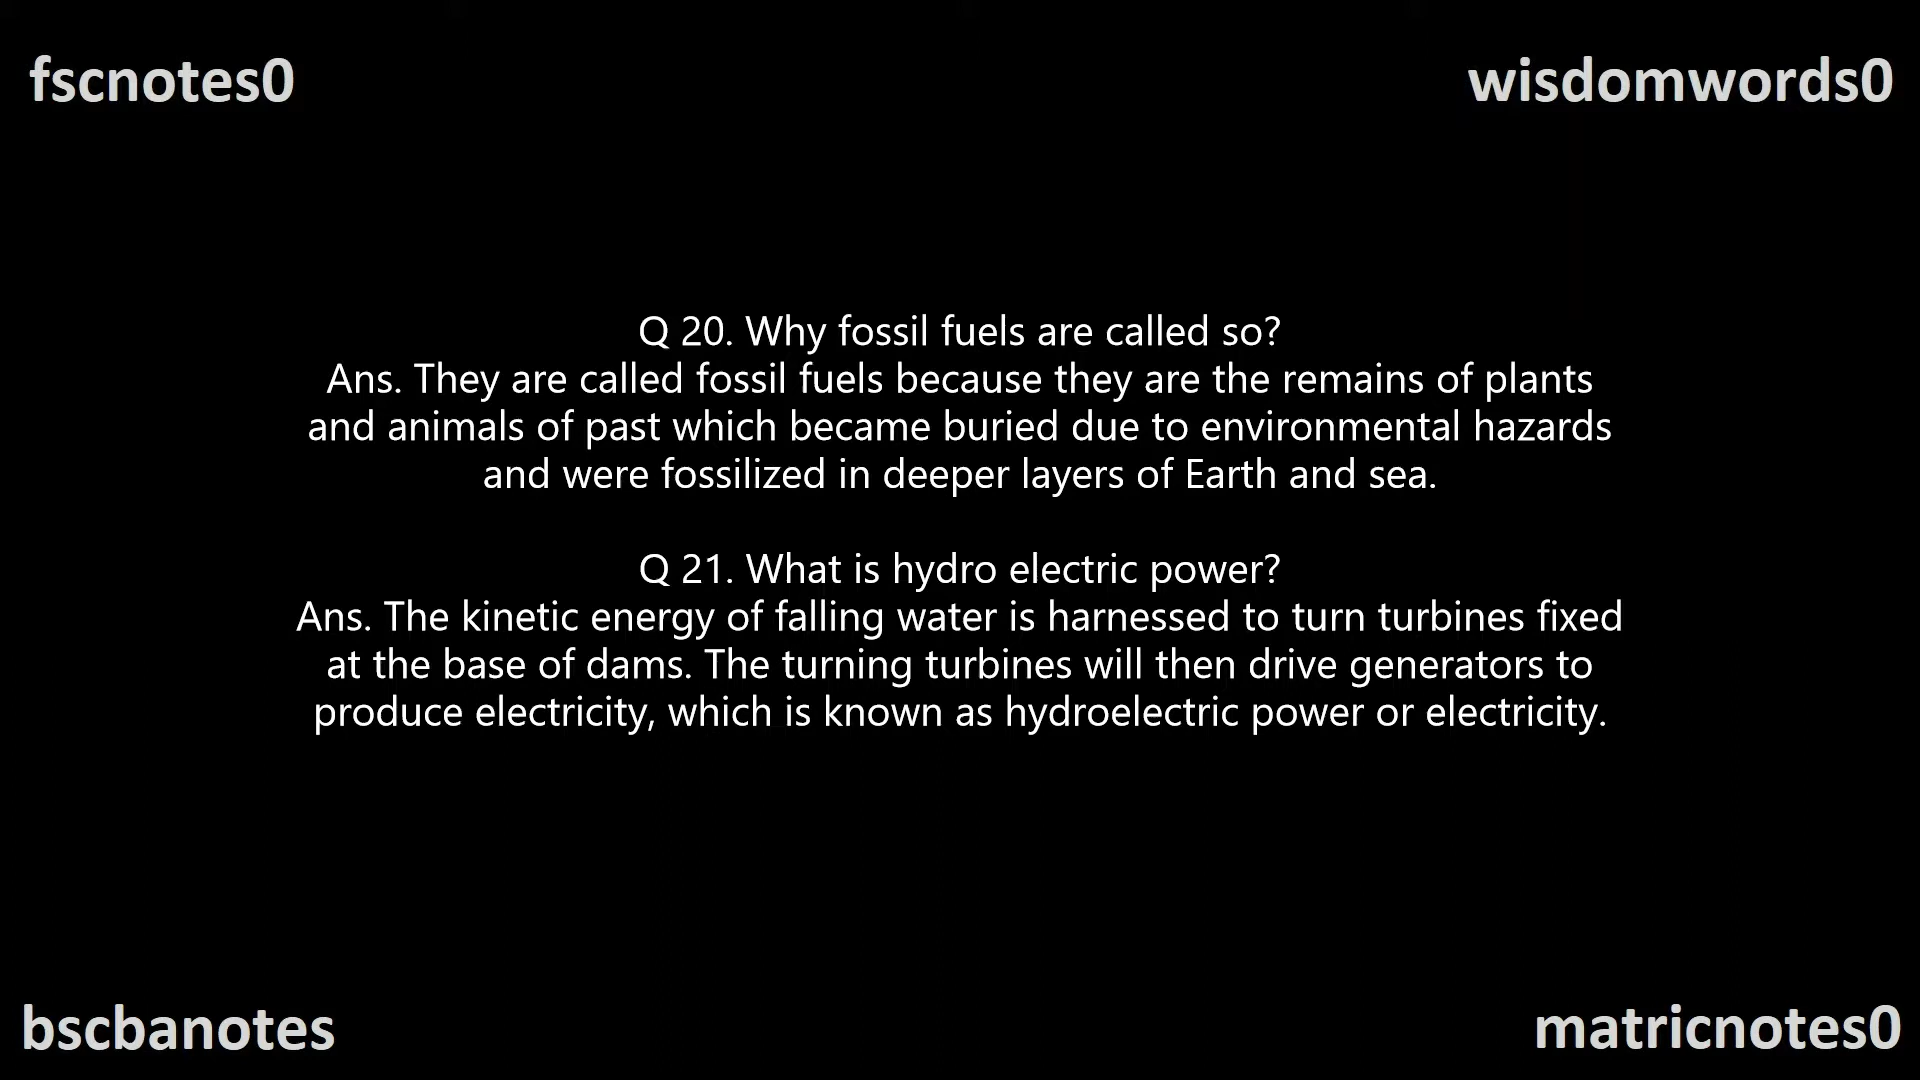 fscnotes0
wisdomwords0
Q 20. Why fossil fuels are called so?
Ans. They are called fossil fuels because they are the remains of plants
and animals of past which became buried due to environmental hazards
and were fossilized in deeper layers of Earth and sea.
Q 21. What is hydro electric power?
Ans. The kinetic energy of falling water is harnessed to turn turbines fixed
at the base of dams. The turning turbines will then drive generators to
produce electricity, which is known as hydroelectric power or electricity.
bscbanotes
matricnotes0